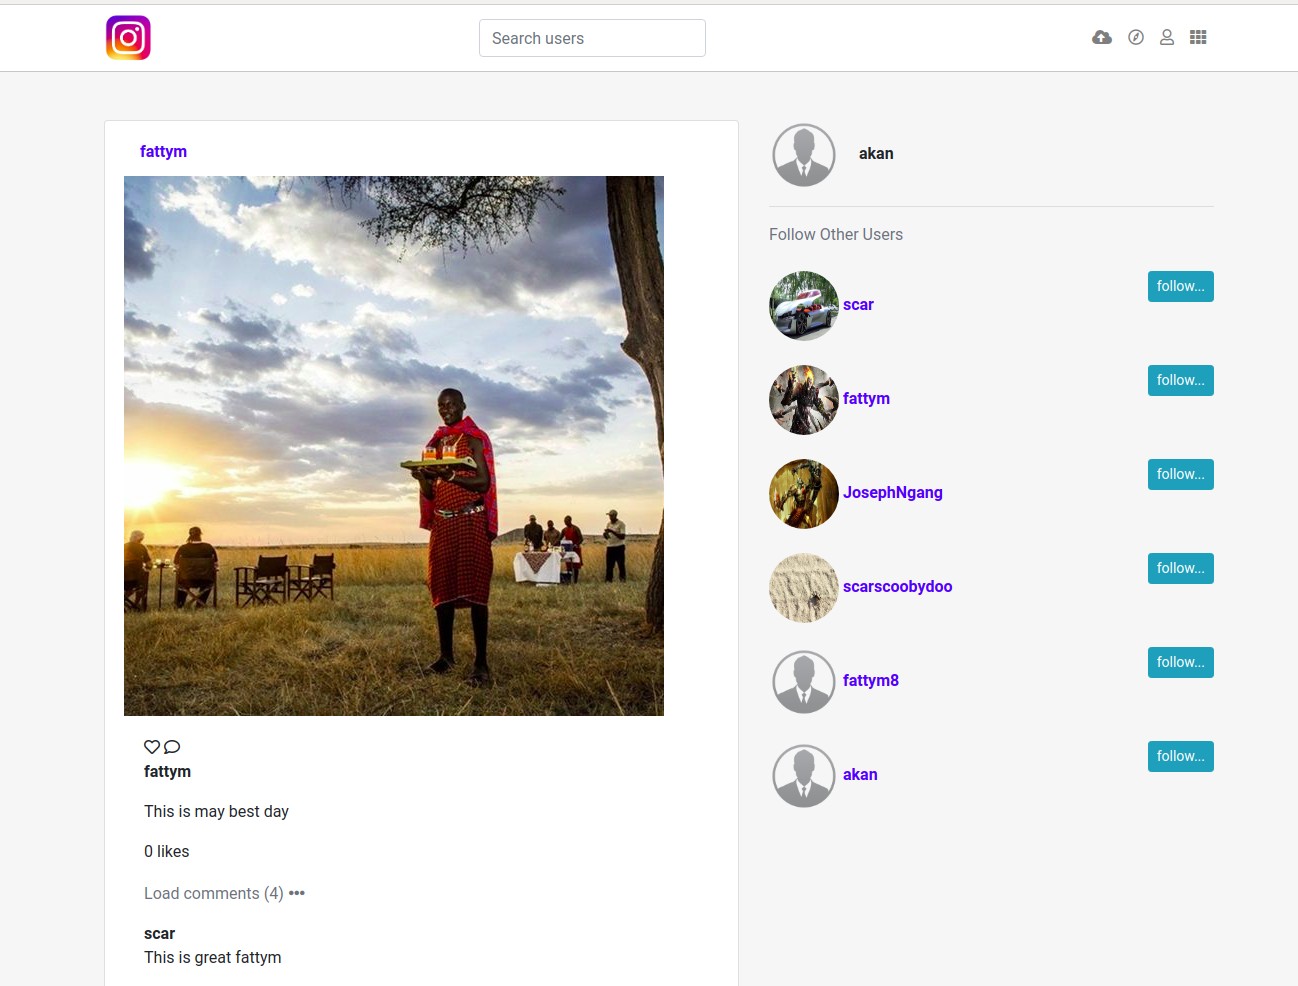 Search users
fattym
fattym
This is may best day
0 likes
Load comments (4) •••
scar
This is great fattym
akan
Follow Other Users
scar
follow...
fattym
follow...
JosephNgang
follow...
scarscoobydoo
follow...
fattym8
follow...
akan
follow...